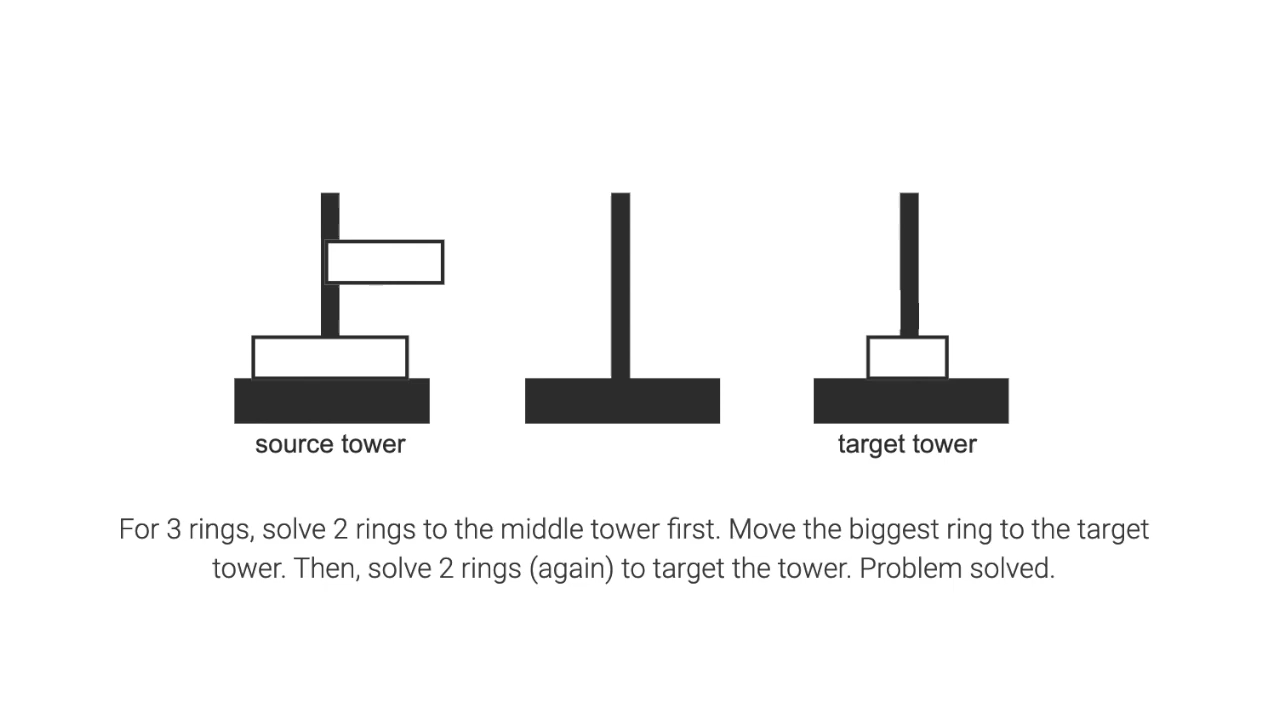 source tower
target tower
For 3 rings, solve 2 rings to the middle tower first. Move the biggest ring to the target
tower. Then, solve 2 rings (again) to target the tower. Problem solved.